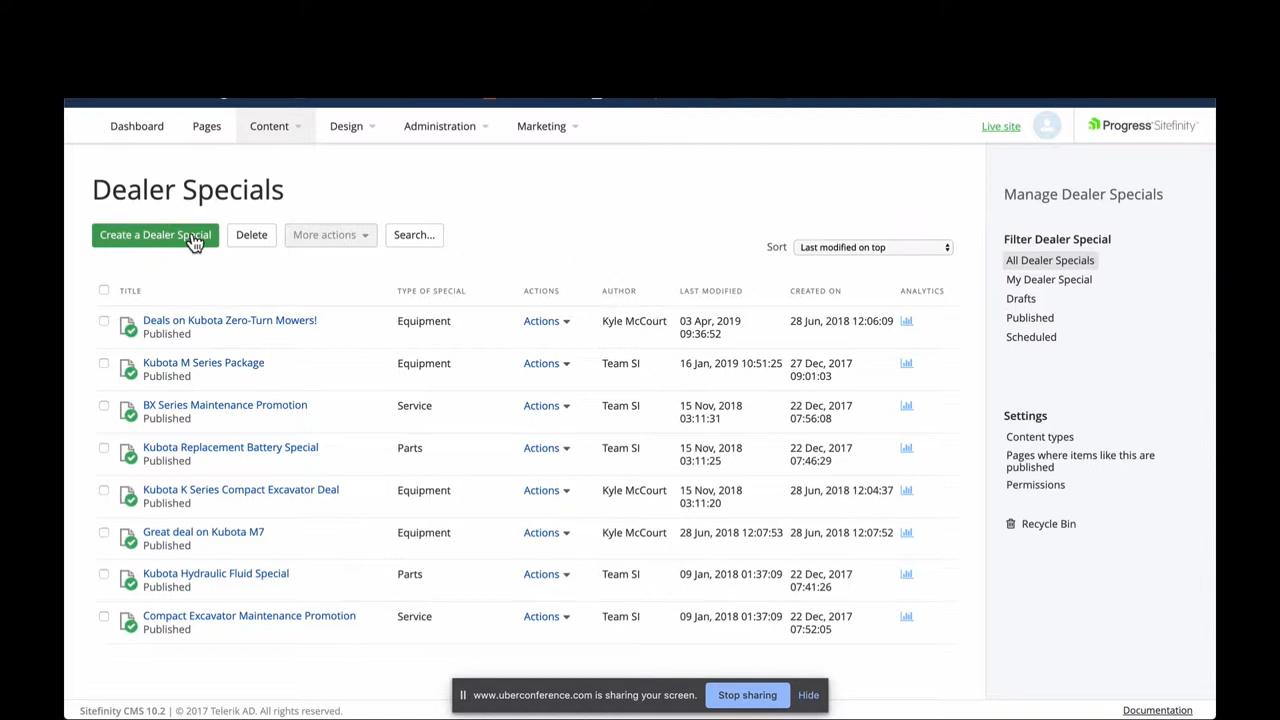 Dashboard Pages Content Design Administration Marketing Live site Progress Sitefinity
Dealer Specials
Manage Dealer Specials
Create a Dealer Special Delete More actions Search...
Sort Last modified on top
Filter Dealer Special
All Dealer Specials
My Dealer Special
Drafts
Published
Scheduled
Settings
Content types
Pages where items like this are
published
Permissions
Recycle Bin
TITLE TYPE OF SPECIAL ACTIONS AUTHOR LAST MODIFIED CREATED ON ANALYTICS
Deals on Kubota Zero-Turn Mowers! Equipment Actions Kyle McCourt 03 Apr, 2019 28 Jun, 2018 12:06:09
Published 09:36:52
Kubota M Series Package Equipment Actions Team SI 16 Jan, 2019 10:51:25 27 Dec, 2017
Published 09:01:03
BX Series Maintenance Promotion Service Actions Team SI 15 Nov, 2018 22 Dec, 2017
Published 03:11:31 07:56:08
Kubota Replacement Battery Special Parts Actions Team SI 15 Nov, 2018 22 Dec, 2017
Published 03:11:25 07:46:29
Kubota K Series Compact Excavator Deal Equipment Actions Kyle McCourt 15 Nov, 2018 28 Jun, 2018 12:04:37
Published 03:11:20
Great deal on Kubota M7 Equipment Actions Kyle McCourt 28 Jun, 2018 12:07:53 28 Jun, 2018 12:07:52
Published
Kubota Hydraulic Fluid Special Parts Actions Team SI 09 Jan, 2018 01:37:09 22 Dec, 2017
Published 07:41:26
Compact Excavator Maintenance Promotion Service Actions Team SI 09 Jan, 2018 01:37:09 22 Dec, 2017
Published 07:52:05
www.uberconference.com is sharing your screen. Stop sharing Hide
Sitefinity CMS 10.2 | © 2017 Telerik AD. All rights reserved. Documentation